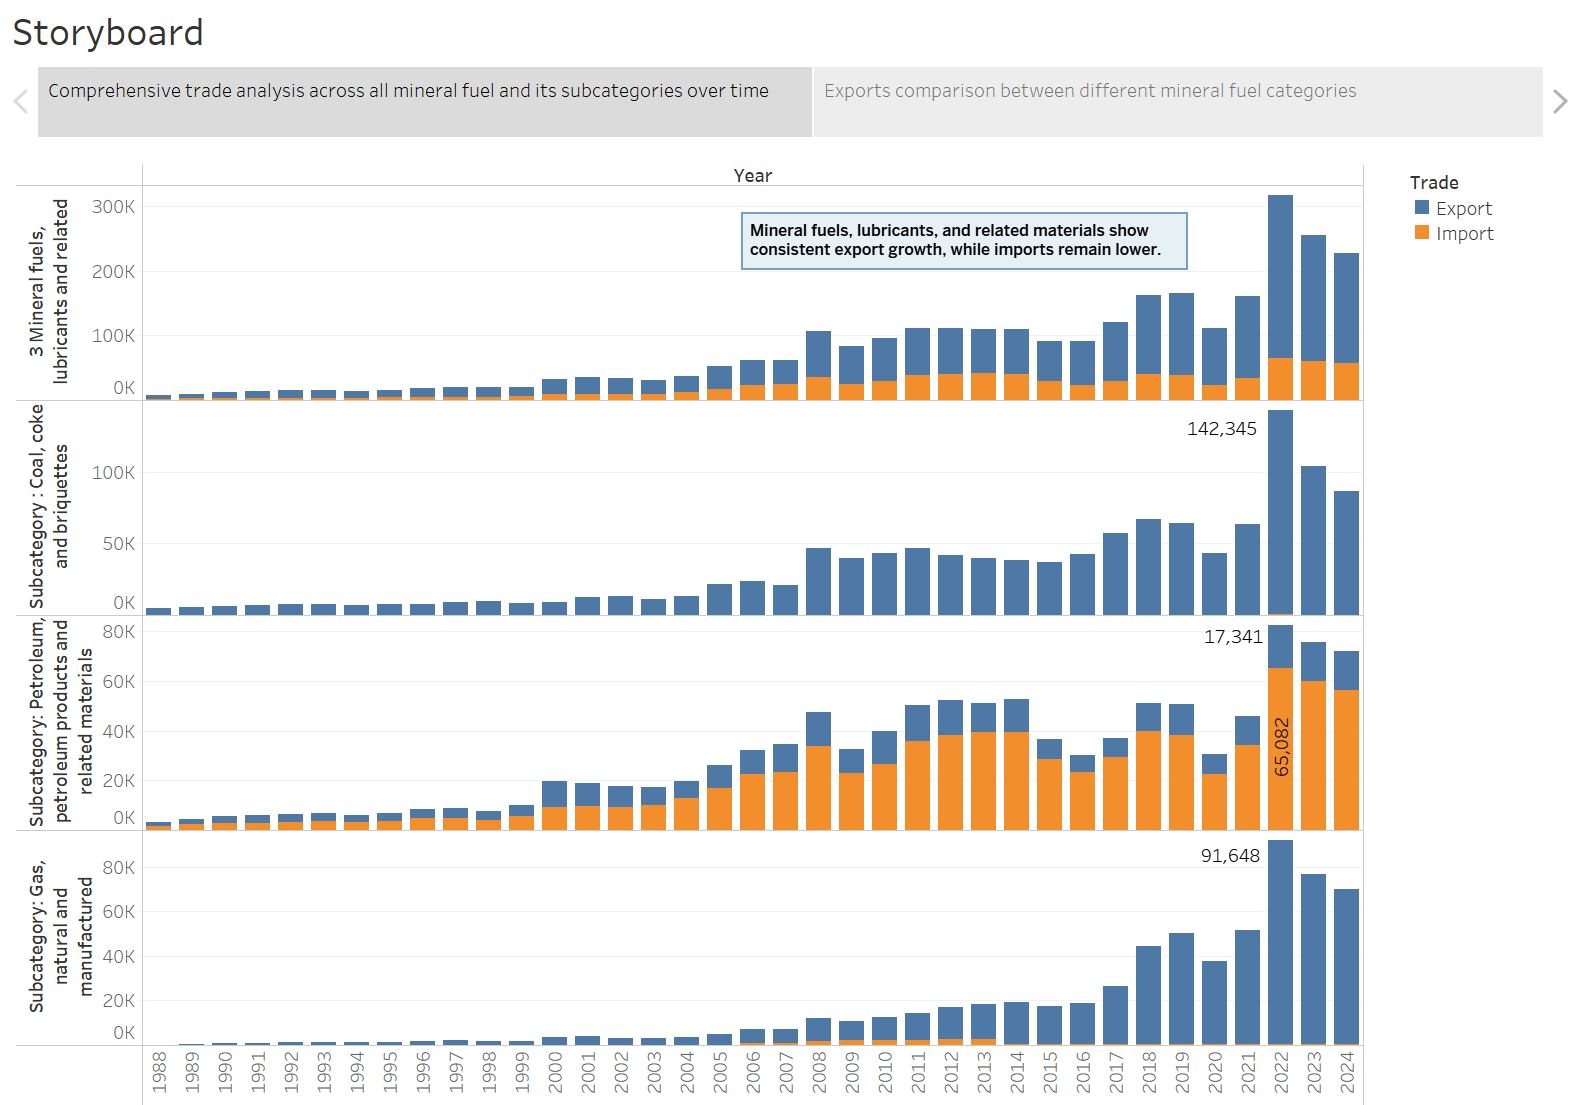 Storyboard
Comprehensive trade analysis across all mineral fuel and its subcategories over time
Exports comparison between different mineral fuel categories
Year
Trade
Export
Import
3 Mineral fuels,
lubricants and related
300K
200K
100K
0K
Mineral fuels, lubricants, and related materials show
consistent export growth, while imports remain lower.
Subcategory : Coal, coke
and briquettes
100K
50K
0K
142,345
Subcategory: Petroleum,
petroleum products and
related materials
80K
60K
40K
20K
0K
17,341
65,082
Subcategory: Gas,
natural and
manufactured
80K
60K
40K
20K
0K
91,648
1988
1989
1990
1991
1992
1993
1994
1995
1996
1997
1998
1999
2000
2001
2002
2003
2004
2005
2006
2007
2008
2009
2010
2011
2012
2013
2014
2015
2016
2017
2018
2019
2020
2021
2022
2023
2024